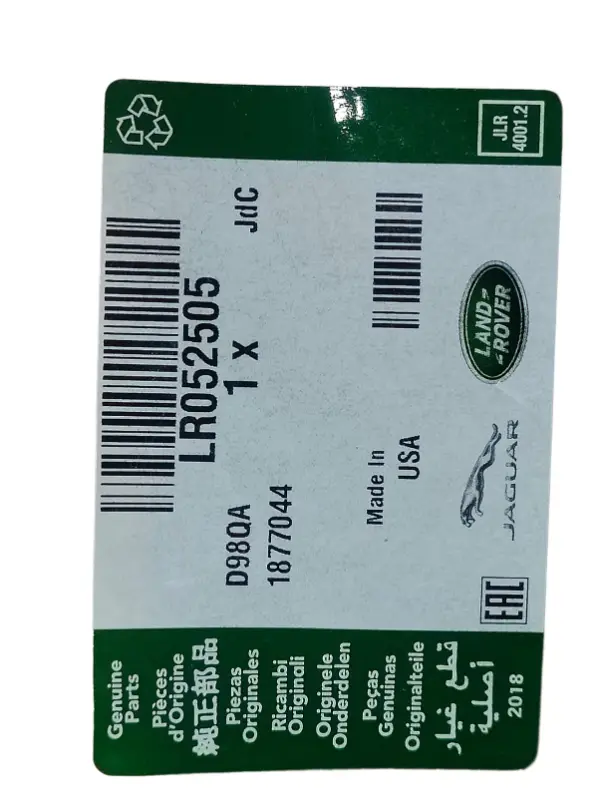 Genuine
Parts
Pièces
d'Origine
純正部品
Piezas
Originales
Ricambi
Originali
Originele
Onderdelen
Peças
Genuinas
Originalteile
قطع غيار
أصلية
2018
LR052505
1 x
JdC
D98QA
1877044
Made In
USA
EAC
JAGUAR
LAND
ROVER
JLR
4001.2